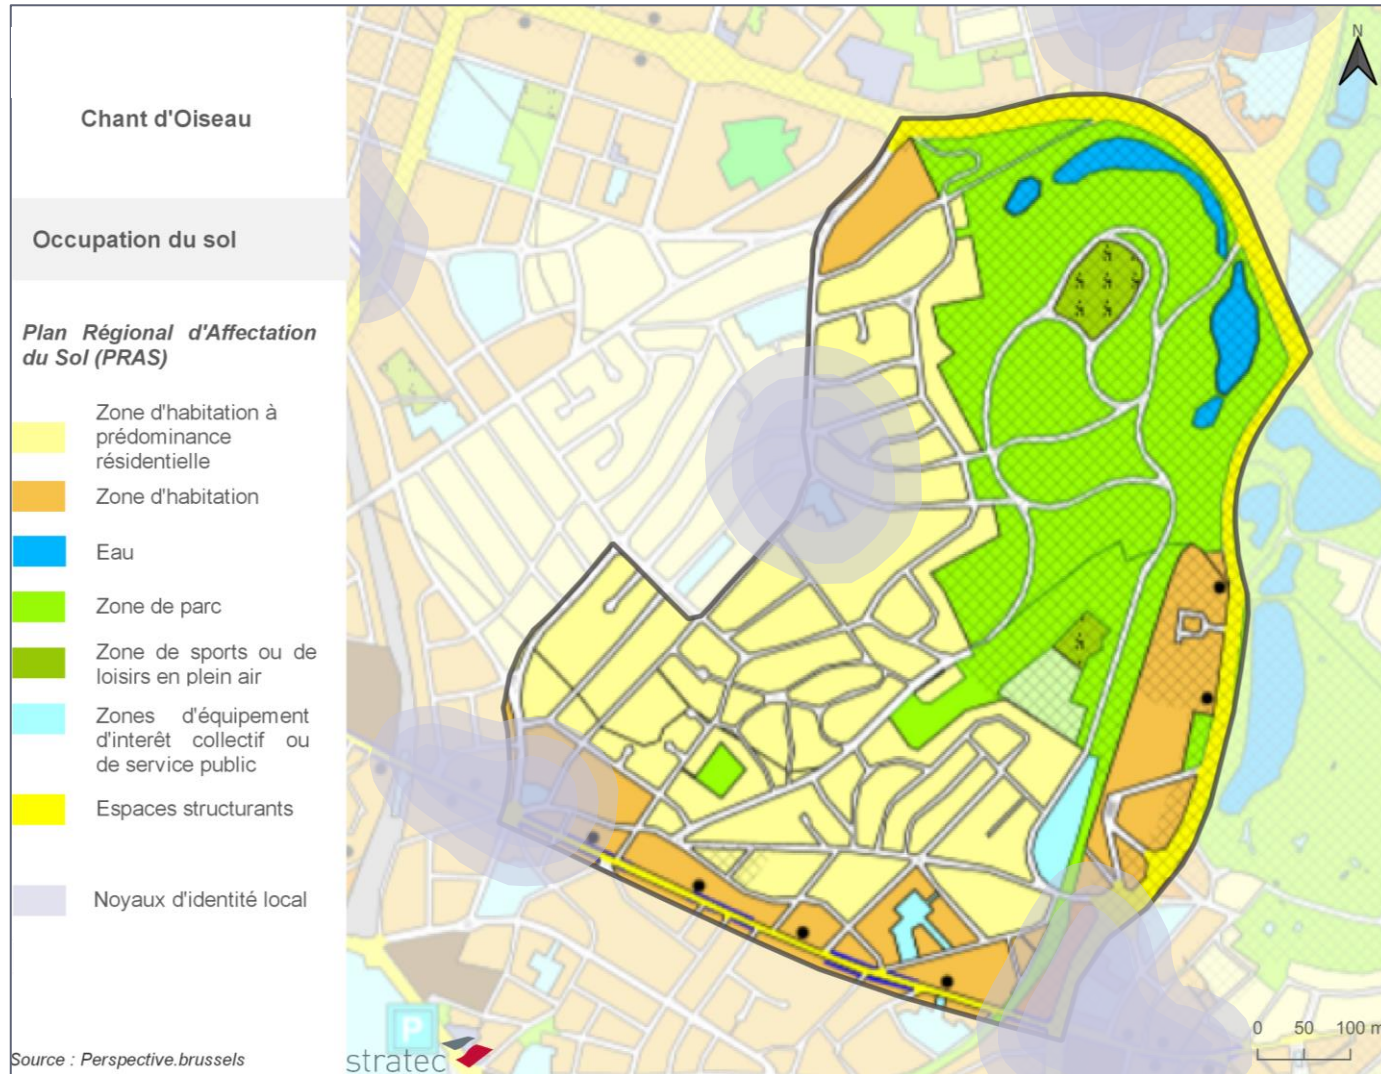 Chant d'Oiseau
Occupation du sol
Plan Régional d'Affectation
du Sol (PRAS)
Zone d'habitation à
prédominance
résidentielle
Zone d'habitation
Eau
Zone de parc
Zone de sports ou de
loisirs en plein air
Zones d'équipement
d'interêt collectif ou
de service public
Espaces structurants
Noyaux d'identité local
Source : Perspective.brussels
stratec
P
N
0 50 100 m